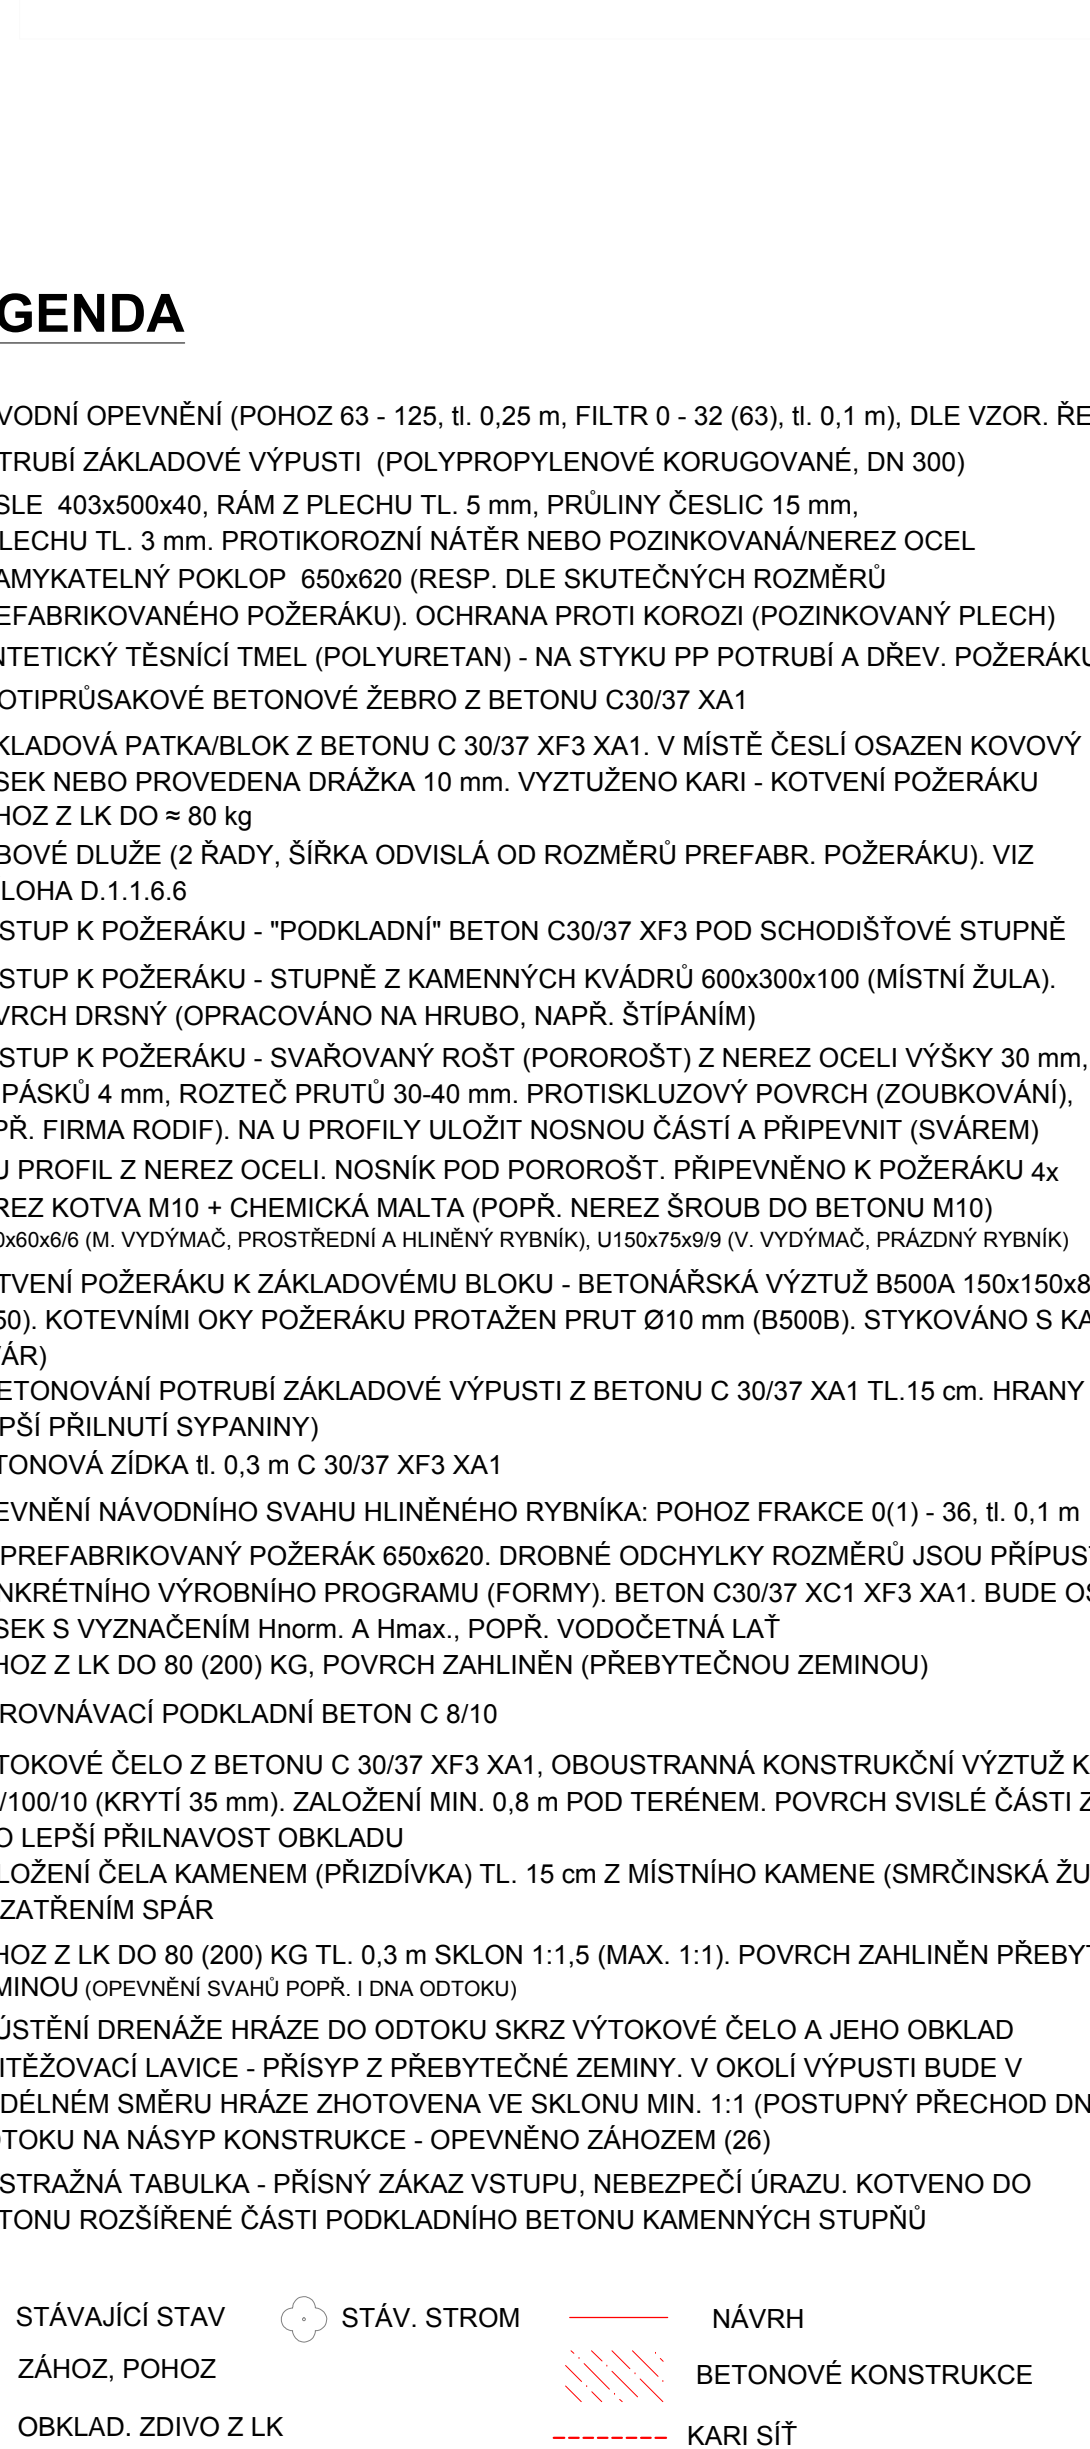 GENDA
VODNÍ OPEVNĚNÍ (POHOZ 63 - 125, tl. 0,25 m, FILTR 0 - 32 (63), tl. 0,1 m), DLE VZOR. ŘE
TRUBÍ ZÁKLADOVÉ VÝPUSTI (POLYPROPYLENOVÉ KORUGOVANÉ, DN 300)
SLE 403x500x40, RÁM Z PLECHU TL. 5 mm, PRŮLINY ČESLIC 15 mm,
LECHU TL. 3 mm. PROTIKOROZNÍ NÁTĚR NEBO POZINKOVANÁ/NEREZ OCEL
AMYKATELNÝ POKLOP 650x620 (RESP. DLE SKUTEČNÝCH ROZMĚRŮ
EFABRIKOVANÉHO POŽERÁKU). OCHRANA PROTI KOROZI (POZINKOVANÝ PLECH)
NTETICKÝ TĚSNÍCÍ TMEL (POLYURETAN) - NA STYKU PP POTRUBÍ A DŘEV. POŽERÁKU
OTIPRŮSAKOVÉ BETONOVÉ ŽEBRO Z BETONU C30/37 XA1
KLADOVÁ PATKA/BLOK Z BETONU C 30/37 XF3 XA1. V MÍSTĚ ČESLÍ OSAZEN KOVOVÝ
SEK NEBO PROVEDENA DRÁŽKA 10 mm. VYZTUŽENO KARI - KOTVENÍ POŽERÁKU
HOZ Z LK DO ≈ 80 kg
BOVÉ DLUŽE (2 ŘADY, ŠÍŘKA ODVISLÁ OD ROZMĚRŮ PREFABR. POŽERÁKU). VIZ
LOHA D.1.1.6.6
STUP K POŽERÁKU - "PODKLADNÍ" BETON C30/37 XF3 POD SCHODIŠŤOVÉ STUPNĚ
STUP K POŽERÁKU - STUPNĚ Z KAMENNÝCH KVÁDRŮ 600x300x100 (MÍSTNÍ ŽULA).
VRCH DRSNÝ (OPRACOVÁNO NA HRUBO, NAPŘ. ŠTÍPÁNÍM)
STUP K POŽERÁKU - SVAŘOVANÝ ROŠT (POROROŠT) Z NEREZ OCELI VÝŠKY 30 mm,
PÁSKŮ 4 mm, ROZTEČ PRUTŮ 30-40 mm. PROTISKLUZOVÝ POVRCH (ZOUBKOVÁNÍ),
PŘ. FIRMA RODIF). NA U PROFILY ULOŽIT NOSNOU ČÁSTÍ A PŘIPEVNIT (SVÁREM)
U PROFIL Z NEREZ OCELI. NOSNÍK POD POROROŠT. PŘIPEVNĚNO K POŽERÁKU 4x
REZ KOTVA M10 + CHEMICKÁ MALTA (POPŘ. NEREZ ŠROUB DO BETONU M10)
0x60x6/6 (M. VYDÝMAČ, PROSTŘEDNÍ A HLINĚNÝ RYBNÍK), U150x75x9/9 (V. VYDÝMAČ, PRÁZDNÝ RYBNÍK)
TVENÍ POŽERÁKU K ZÁKLADOVÉMU BLOKU - BETONÁŘSKÁ VÝZTUŽ B500A 150x150x8
50). KOTEVNÍMI OKY POŽERÁKU PROTAŽEN PRUT Ø10 mm (B500B). STYKOVÁNO S KA
VÁR)
ETONOVÁNÍ POTRUBÍ ZÁKLADOVÉ VÝPUSTI Z BETONU C 30/37 XA1 TL.15 cm. HRANY
PŠÍ PŘILNUTÍ SYPANINY)
TONOVÁ ZÍDKA tl. 0,3 m C 30/37 XF3 XA1
EVNĚNÍ NÁVODNÍHO SVAHU HLINĚNÉHO RYBNÍKA: POHOZ FRAKCE 0(1) - 36, tl. 0,1 m
PREFABRIKOVANÝ POŽERÁK 650x620. DROBNÉ ODCHYLKY ROZMĚRŮ JSOU PŘÍPUST
NKRÉTNÍHO VÝROBNÍHO PROGRAMU (FORMY). BETON C30/37 XC1 XF3 XA1. BUDE OS
SEK S VYZNAČENÍM Hnorm. A Hmax., POPŘ. VODOČETNÁ LAŤ
HOZ Z LK DO 80 (200) KG, POVRCH ZAHLINĚN (PŘEBYTEČNOU ZEMINOU)
ROVNÁVACÍ PODKLADNÍ BETON C 8/10
TOKOVÉ ČELO Z BETONU C 30/37 XF3 XA1, OBOUSTRANNÁ KONSTRUKČNÍ VÝZTUŽ K
/100/10 (KRYTÍ 35 mm). ZALOŽENÍ MIN. 0,8 m POD TERÉNEM. POVRCH SVISLÉ ČÁSTI Z
O LEPŠÍ PŘILNAVOST OBKLADU
LOŽENÍ ČELA KAMENEM (PŘIZDÍVKA) TL. 15 cm Z MÍSTNÍHO KAMENE (SMRČINSKÁ ŽU
ZATŘENÍM SPÁR
HOZ Z LK DO 80 (200) KG TL. 0,3 m SKLON 1:1,5 (MAX. 1:1). POVRCH ZAHLINĚN PŘEBYT
MINOU (OPEVNĚNÍ SVAHŮ POPŘ. I DNA ODTOKU)
ÚSTĚNÍ DRENÁŽE HRÁZE DO ODTOKU SKRZ VÝTOKOVÉ ČELO A JEHO OBKLAD
ITĚŽOVACÍ LAVICE - PŘÍSYP Z PŘEBYTEČNÉ ZEMINY. V OKOLÍ VÝPUSTI BUDE V
DÉLNÉM SMĚRU HRÁZE ZHOTOVENA VE SKLONU MIN. 1:1 (POSTUPNÝ PŘECHOD DN
TOKU NA NÁSYP KONSTRUKCE - OPEVNĚNO ZÁHOZEM (26)
STRAŽNÁ TABULKA - PŘÍSNÝ ZÁKAZ VSTUPU, NEBEZPEČÍ ÚRAZU. KOTVENO DO
TONU ROZŠÍŘENÉ ČÁSTI PODKLADNÍHO BETONU KAMENNÝCH STUPŇŮ
STÁVAJÍCÍ STAV STÁV. STROM NÁVRH
ZÁHOZ, POHOZ BETONOVÉ KONSTRUKCE
OBKLAD. ZDIVO Z LK KARI SÍŤ